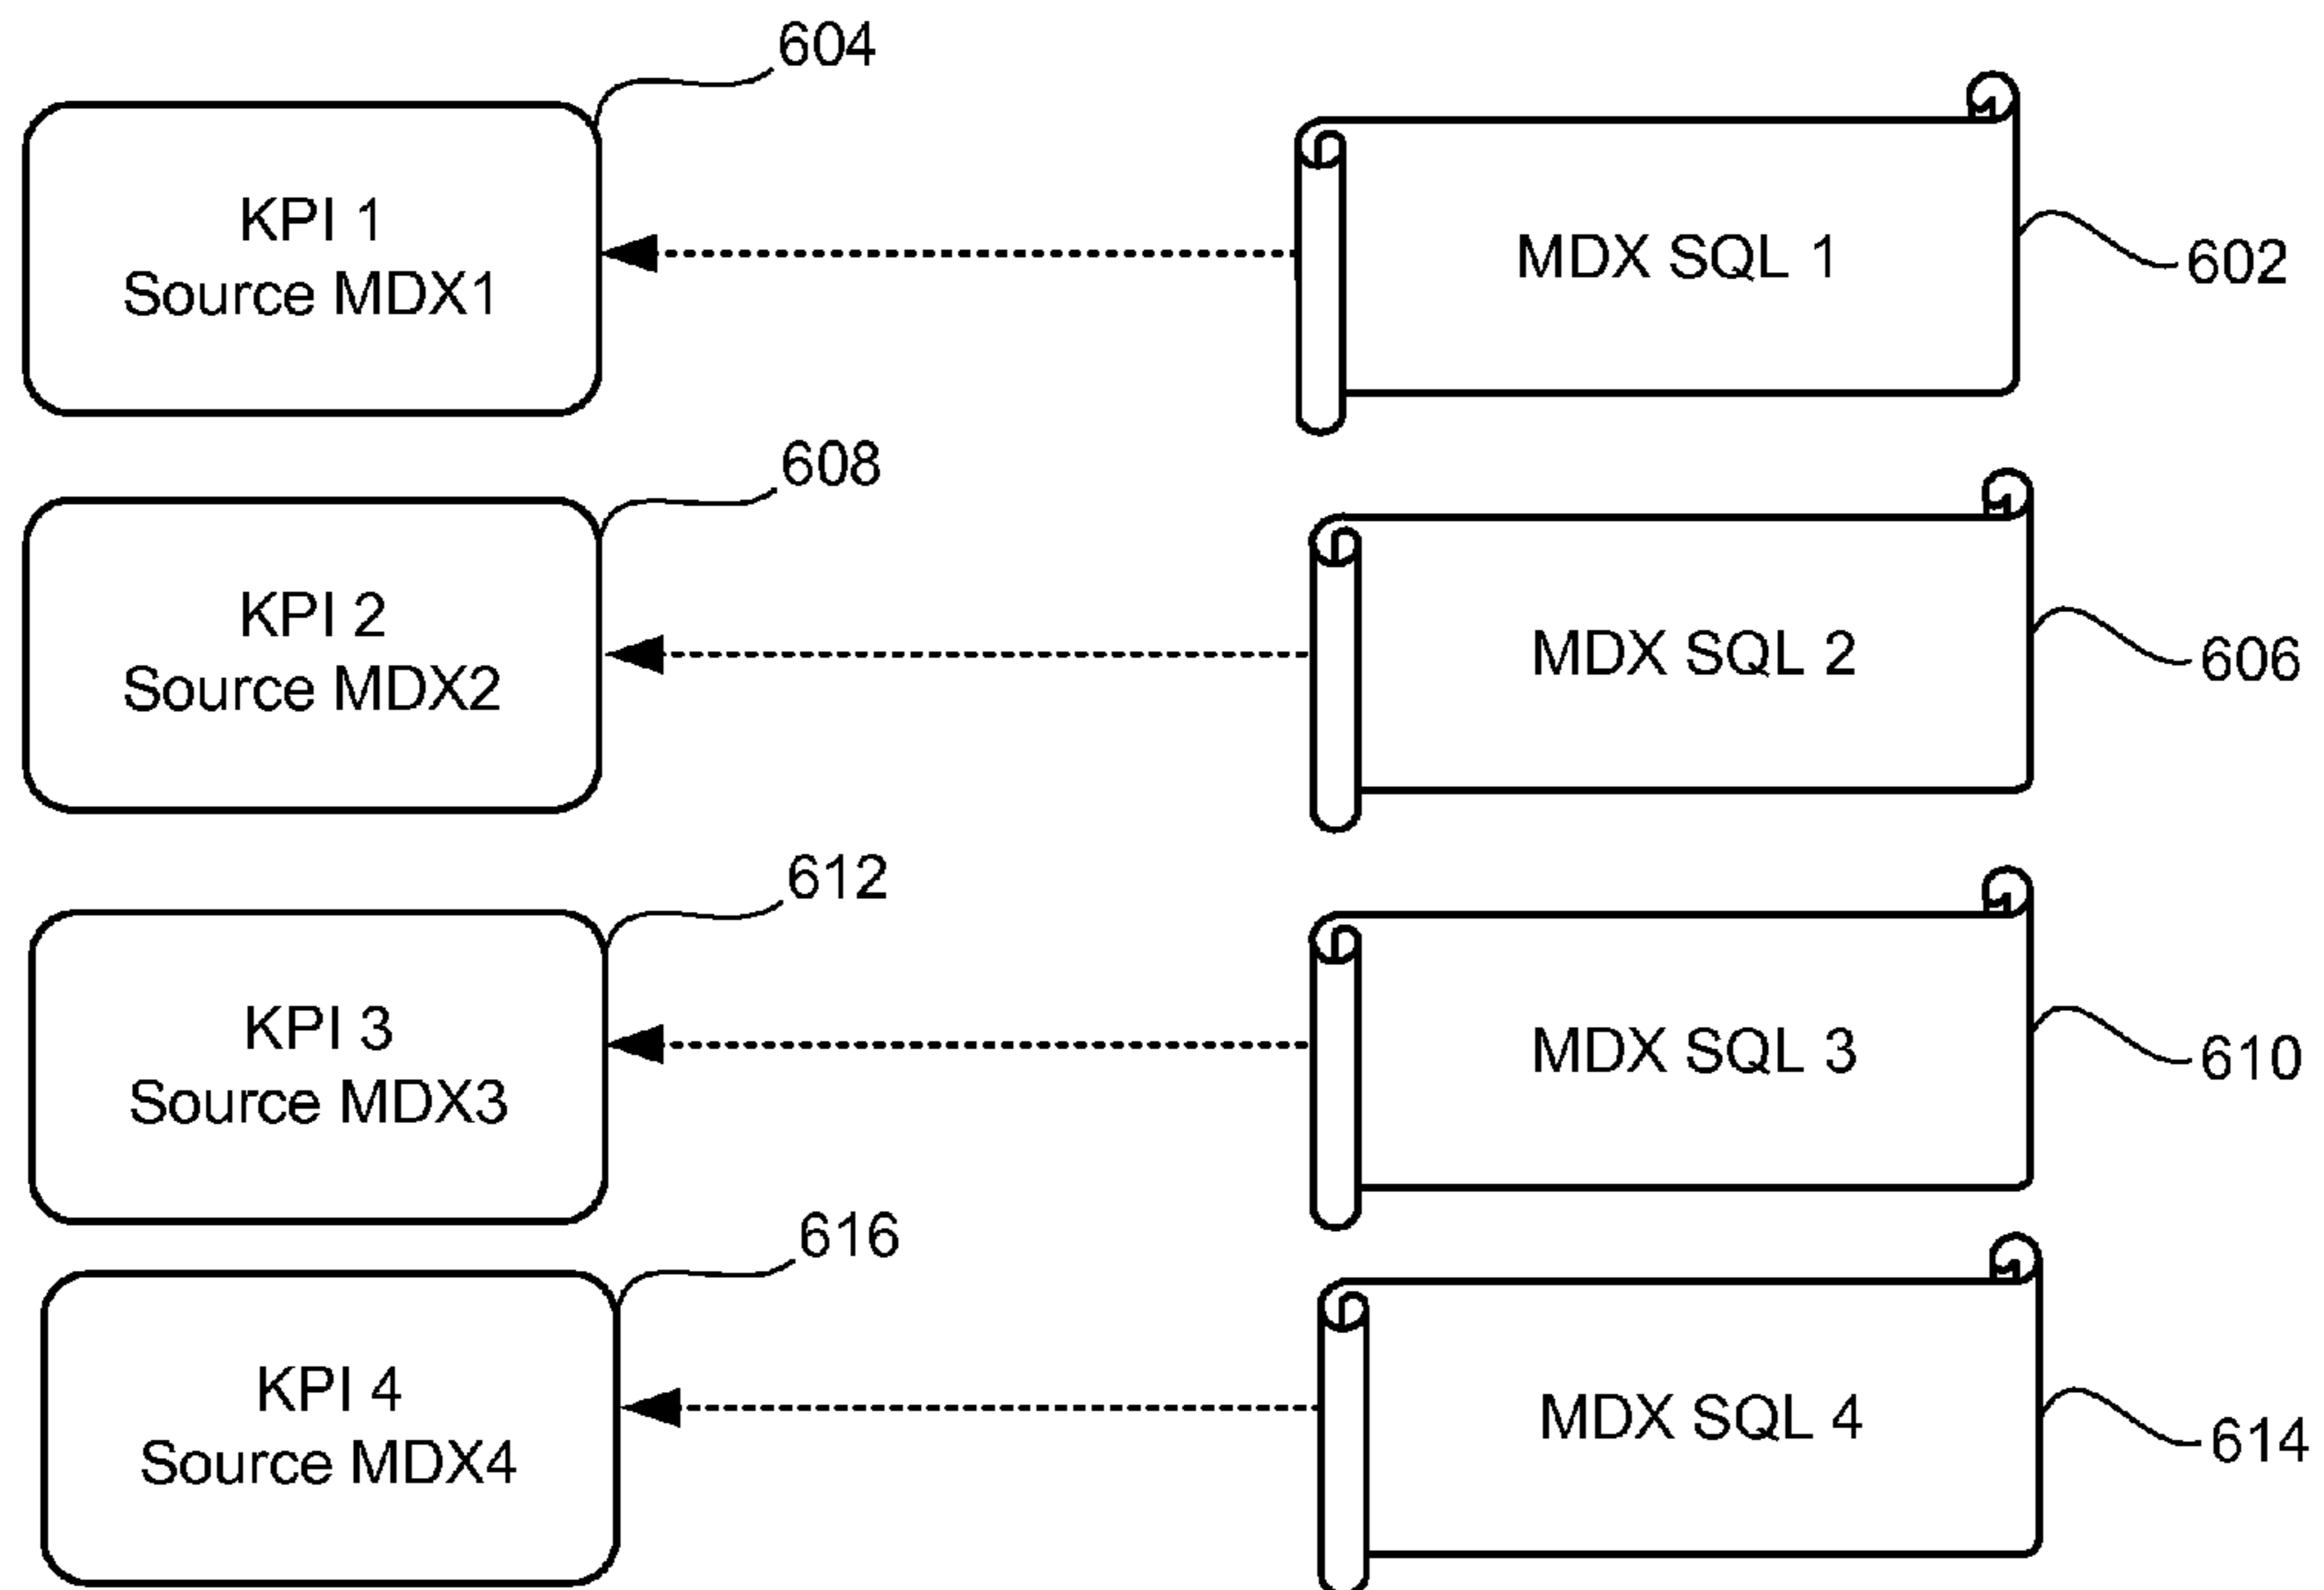 604
KPI 1
Source MDX1
MDX SQL 1
602
608
KPI 2
Source MDX2
MDX SQL 2
606
612
KPI 3
Source MDX3
MDX SQL 3
610
616
KPI 4
Source MDX4
MDX SQL 4
614